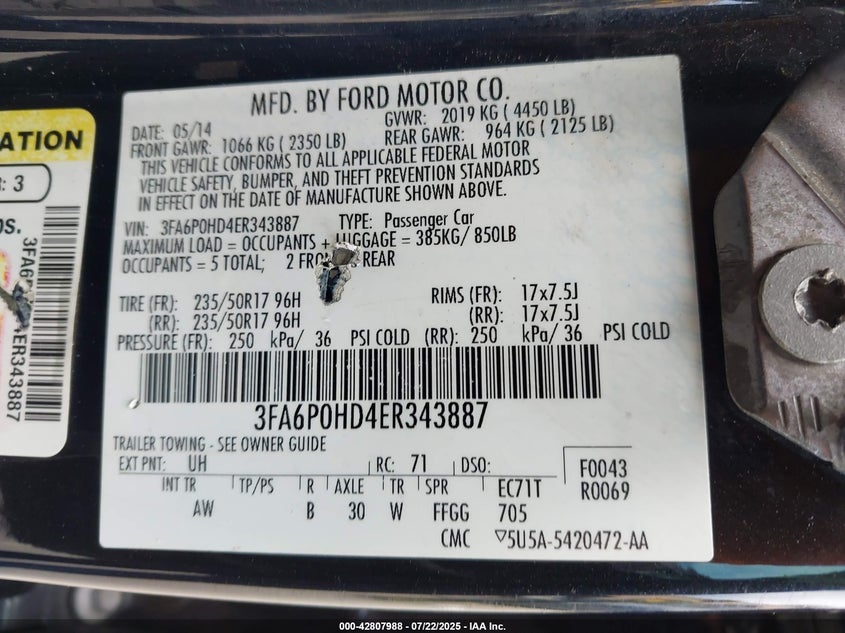 MFD. BY FORD MOTOR CO.
DATE: 05/14 GVWR: 2019 KG ( 4450 LB)
FRONT GAWR: 1066 KG ( 2350 LB) REAR GAWR: 964 KG ( 2125 LB)
THIS VEHICLE CONFORMS TO ALL APPLICABLE FEDERAL MOTOR
VEHICLE SAFETY, BUMPER, AND THEFT PREVENTION STANDARDS
IN EFFECT ON THE DATE OF MANUFACTURE SHOWN ABOVE.
VIN: 3FA6P0HD4ER343887 TYPE: Passenger Car
MAXIMUM LOAD = OCCUPANTS + LUGGAGE = 385KG/ 850LB
OCCUPANTS = 5 TOTAL; 2 REAR
TIRE (FR): 235/50R17 96H RIMS (FR): 17x7.5J
(RR): 235/50R17 96H (RR): 17x7.5J
PRESSURE (FR): 250 kPa/ 36 PSI COLD (RR): 250 kPa/ 36 PSI COLD
3FA6P0HD4ER343887
TRAILER TOWING - SEE OWNER GUIDE
EXT PNT: UH RC: 71 DSO: F0043
INT TR TP/PS R AXLE TR SPR EC71T R0069
AW B 30 W FFGG 705
CMC ▽5U5A-5420472-AA
ATION
: 3
OS.
ER343887
000-42807988 - 07/22/2025 - IAA Inc.